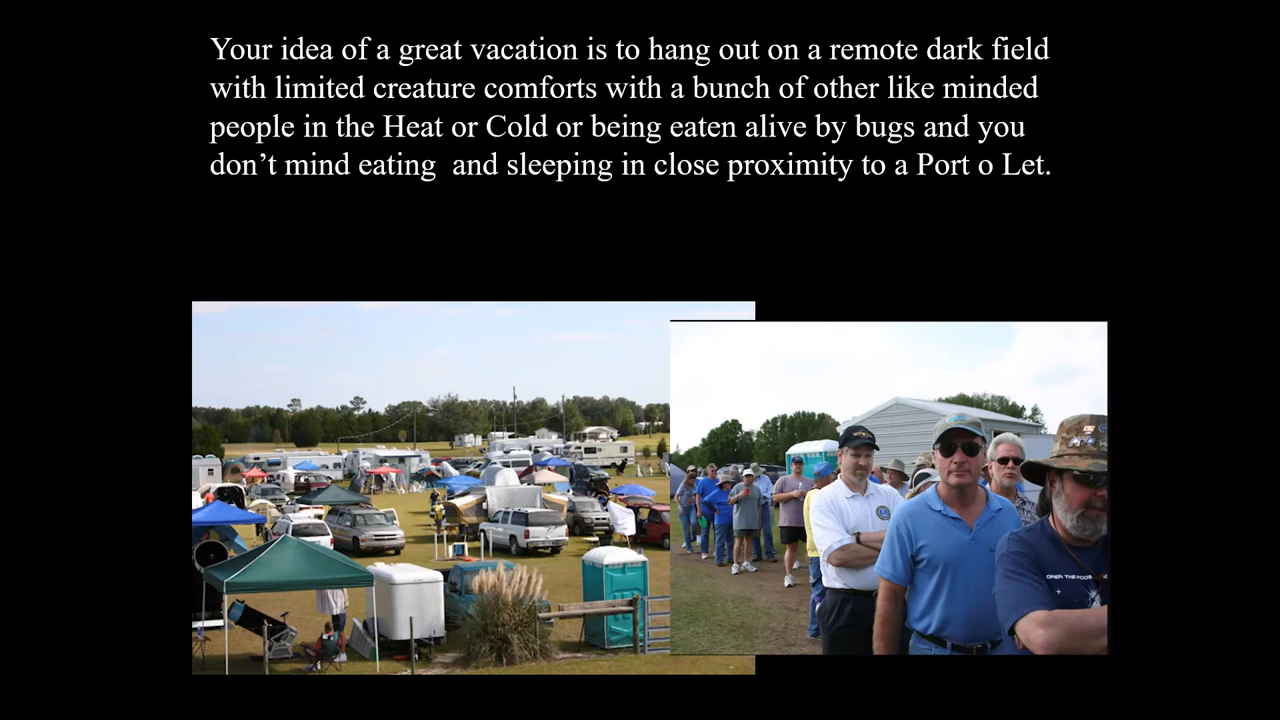 Your idea of a great vacation is to hang out on a remote dark field
with limited creature comforts with a bunch of other like minded
people in the Heat or Cold or being eaten alive by bugs and you
don’t mind eating  and sleeping in close proximity to a Port o Let.
OPEN THE